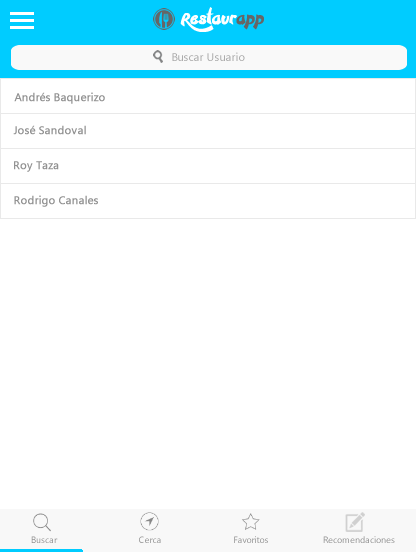 Restaurapp
Buscar Usuario
Andrés Baquerizo
José Sandoval
Roy Taza
Rodrigo Canales
Buscar
Cerca
Favoritos
Recomendaciones